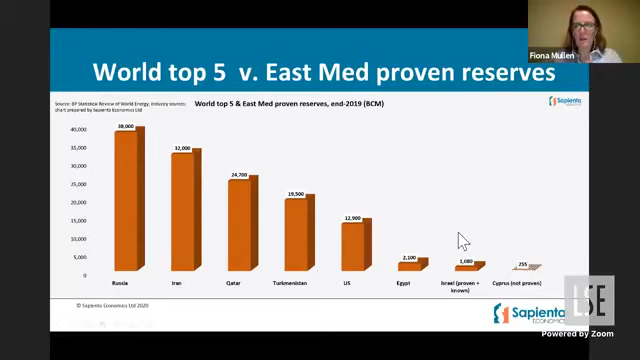 Fiona Mullen
World top 5 v. East Med proven reserves
Source: BP Statistical Review of World Energy, industry sources;
chart prepared by Sapienta Economics Ltd
World top 5 & East Med proven reserves, end-2019 (BCM)
Sapienta
40,000
35,000
30,000
25,000
20,000
15,000
10,000
5,000
0
38,000
32,000
24,700
19,500
12,900
2,100
1,080
255
Russia
Iran
Qatar
Turkmenistan
US
Egypt
Israel (proven +
known)
Cyprus (not proven)
© Sapienta Economics Ltd 2020
Sapienta
ECONOMICS
LSE
Powered by Zoom